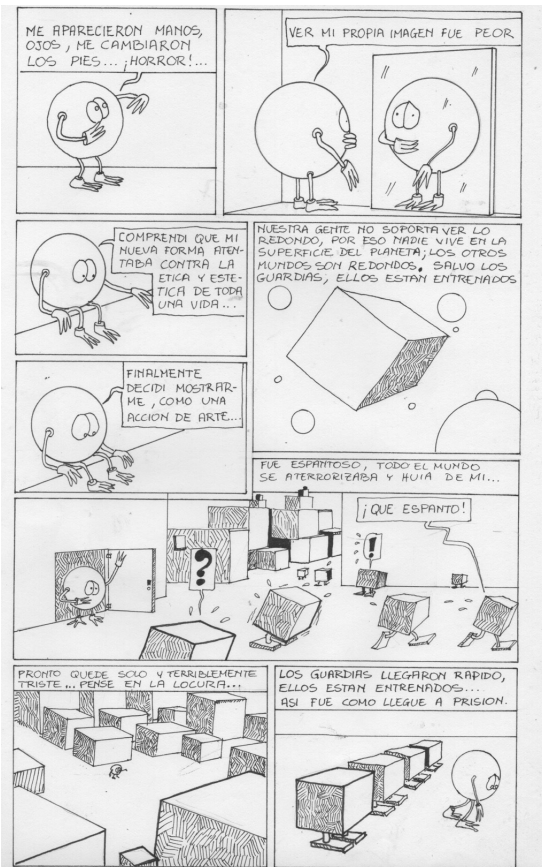 ME APARECIERON MANOS,
OJOS, ME CAMBIARON
LOS PIES... ¡HORROR!...
VER MI PROPIA IMAGEN FUE PEOR
COMPRENDI QUE MI
NUEVA FORMA ATEN-
TABA CONTRA LA
ETICA Y ESTE-
TICA DE TODA
UNA VIDA...
NUESTRA GENTE NO SOPORTA VER LO
REDONDO, POR ESO NADIE VIVE EN LA
SUPERFICIE DEL PLANETA; LOS OTROS
MUNDOS SON REDONDOS. SALVO LOS
GUARDIAS, ELLOS ESTAN ENTRENADOS
FINALMENTE
DECIDI MOSTRAR-
ME, COMO UNA
ACCION DE ARTE...
FUE ESPANTOSO, TODO EL MUNDO
SE ATERRORIZABA Y HUIA DE MI...
?
!
¡QUE ESPANTO!
PRONTO QUEDE SOLO Y TERRIBLEMENTE
TRISTE... PENSE EN LA LOCURA...
LOS GUARDIAS LLEGARON RAPIDO,
ELLOS ESTAN ENTRENADOS....
ASI FUE COMO LLEGUE A PRISION.